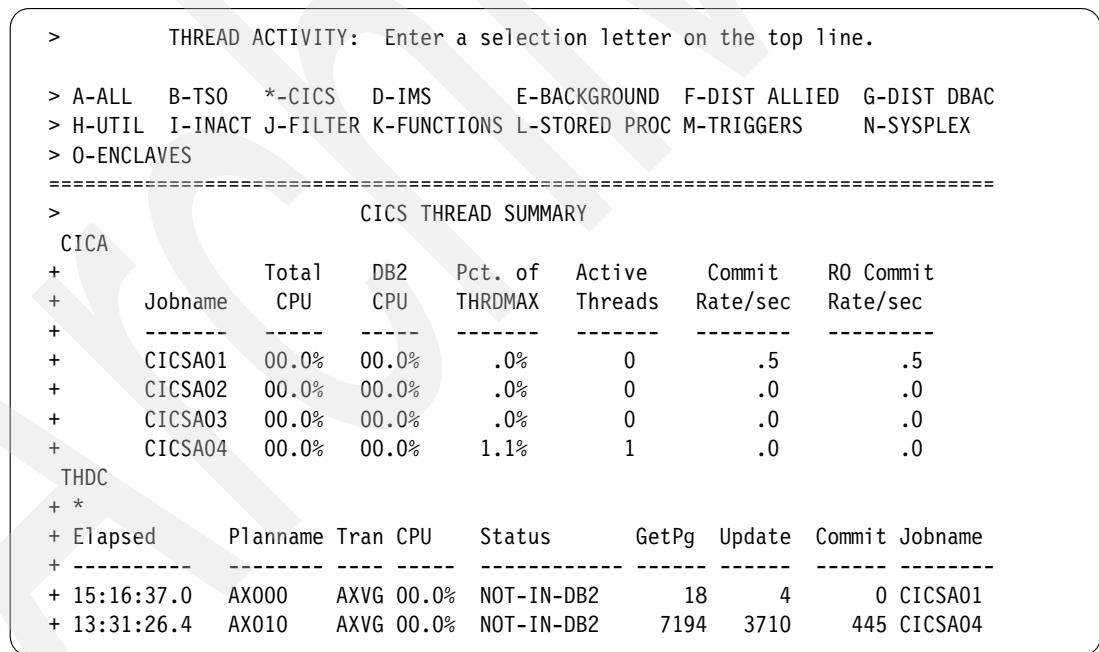 >         THREAD ACTIVITY:  Enter a selection letter on the top line.
> A-ALL   B-TSO   *-CICS   D-IMS       E-BACKGROUND  F-DIST ALLIED  G-DIST DBAC
> H-UTIL  I-INACT J-FILTER K-FUNCTIONS L-STORED PROC M-TRIGGERS     N-SYSPLEX
> O-ENCLAVES
===============================================================================
>                         CICS THREAD SUMMARY
 CICA
+                 Total    DB2    Pct. of   Active     Commit    RO Commit
+       Jobname    CPU     CPU    THRDMAX   Threads   Rate/sec   Rate/sec
+       -------   -----   -----   -------   -------   --------   ---------
+       CICSA01   00.0%   00.0%      .0%       0          .5          .5
+       CICSA02   00.0%   00.0%      .0%       0          .0          .0
+       CICSA03   00.0%   00.0%      .0%       0          .0          .0
+       CICSA04   00.0%   00.0%     1.1%       1          .0          .0
 THDC
+ *
+ Elapsed      Planname Tran CPU    Status       GetPg  Update  Commit Jobname
+ ----------   -------- ---- -----  ------------ ------ ------  ------ --------
+ 15:16:37.0   AX000    AXVG 00.0%  NOT-IN-DB2       18      4       0 CICSA01
+ 13:31:26.4   AX010    AXVG 00.0%  NOT-IN-DB2     7194   3710     445 CICSA04